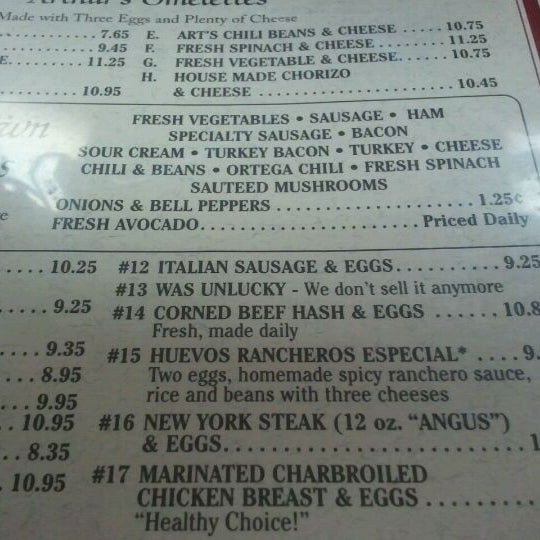 Arthur's Omelettes
Made with Three Eggs and Plenty of Cheese
7.65 E. ART'S CHILI BEANS & CHEESE 10.75
9.45 F. FRESH SPINACH & CHEESE 11.25
11.25 G. FRESH VEGETABLE & CHEESE 10.75
H. HOUSE MADE CHORIZO
10.95 & CHEESE 10.45
FRESH VEGETABLES • SAUSAGE • HAM
SPECIALTY SAUSAGE • BACON
SOUR CREAM • TURKEY BACON • TURKEY • CHEESE
CHILI & BEANS • ORTEGA CHILI • FRESH SPINACH
SAUTEED MUSHROOMS
ONIONS & BELL PEPPERS 1.25¢
FRESH AVOCADO Priced Daily
10.25 #12 ITALIAN SAUSAGE & EGGS 9.25
#13 WAS UNLUCKY - We don't sell it anymore
9.25 #14 CORNED BEEF HASH & EGGS 10.8
Fresh, made daily
9.35 #15 HUEVOS RANCHEROS ESPECIAL* 9.
8.95 Two eggs, homemade spicy ranchero sauce,
9.95 rice and beans with three cheeses
10.95 #16 NEW YORK STEAK (12 oz. "ANGUS")
8.35 & EGGS 1
10.95 #17 MARINATED CHARBROILED
CHICKEN BREAST & EGGS
"Healthy Choice!"